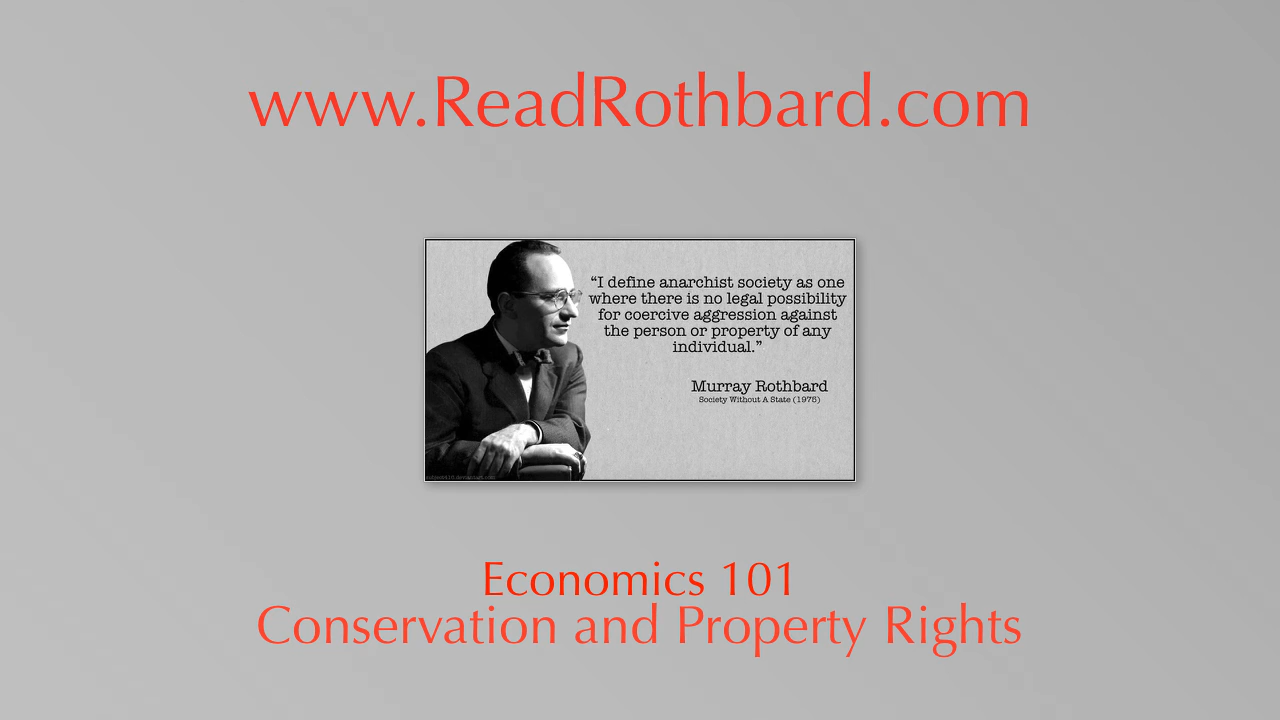 www.ReadRothbard.com
“I define anarchist society as one
where there is no legal possibility
for coercive aggression against
the person or property of any
individual.”
Murray Rothbard
Society Without A State (1975)
Economics 101
Conservation and Property Rights